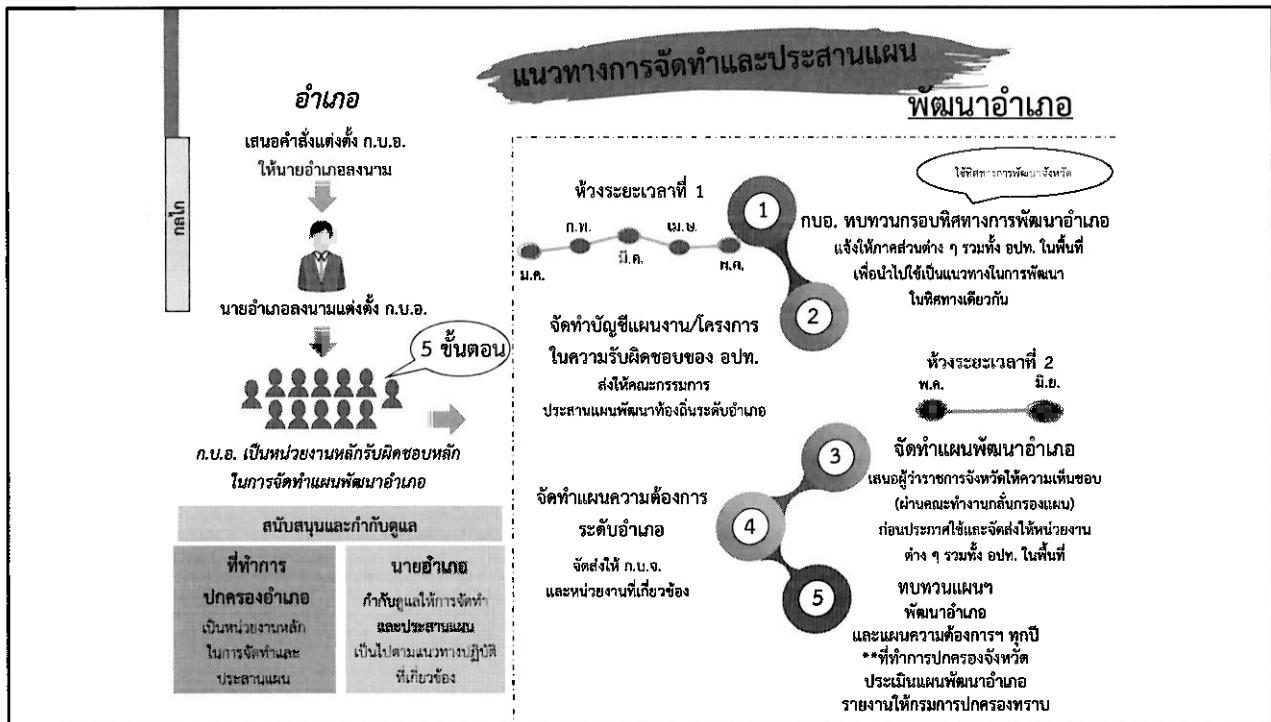 แนวทางการจัดทำและประสานแผน
พัฒนาอำเภอ
กลไก
อำเภอ
เสนอคำสั่งแต่งตั้ง ก.บ.อ.
ให้นายอำเภอลงนาม
นายอำเภอลงนามแต่งตั้ง ก.บ.อ.
5 ขั้นตอน
ก.บ.อ. เป็นหน่วยงานหลักรับผิดชอบหลัก
ในการจัดทำแผนพัฒนาอำเภอ
สนับสนุนและกำกับดูแล
ที่ทำการ
ปกครองอำเภอ
เป็นหน่วยงานหลัก
ในการจัดทำและ
ประสานแผน
นายอำเภอ
กำกับดูแลให้การจัดทำ
และประสานแผน
เป็นไปตามแนวทางปฏิบัติ
ที่เกี่ยวข้อง
ห้วงระยะเวลาที่ 1
ม.ค.
ก.พ.
มี.ค.
เม.ย.
พ.ค.
1
ใช้ทิศทางการพัฒนาจังหวัด
กบอ. ทบทวนกรอบทิศทางการพัฒนาอำเภอ
แจ้งให้ภาคส่วนต่าง ๆ รวมทั้ง อปท. ในพื้นที่
เพื่อนำไปใช้เป็นแนวทางในการพัฒนา
ในทิศทางเดียวกัน
2
จัดทำบัญชีแผนงาน/โครงการ
ในความรับผิดชอบของ อปท.
ส่งให้คณะกรรมการ
ประสานแผนพัฒนาท้องถิ่นระดับอำเภอ
ห้วงระยะเวลาที่ 2
พ.ค.
มิ.ย.
3
จัดทำแผนพัฒนาอำเภอ
เสนอผู้ว่าราชการจังหวัดให้ความเห็นชอบ
(ผ่านคณะทำงานกลั่นกรองแผน)
ก่อนประกาศใช้และจัดส่งให้หน่วยงาน
ต่าง ๆ รวมทั้ง อปท. ในพื้นที่
4
จัดทำแผนความต้องการ
ระดับอำเภอ
จัดส่งให้ ก.บ.จ.
และหน่วยงานที่เกี่ยวข้อง
5
ทบทวนแผนฯ
พัฒนาอำเภอ
และแผนความต้องการฯ ทุกปี
**ที่ทำการปกครองจังหวัด
ประเมินแผนพัฒนาอำเภอ
รายงานให้กรมการปกครองทราบ